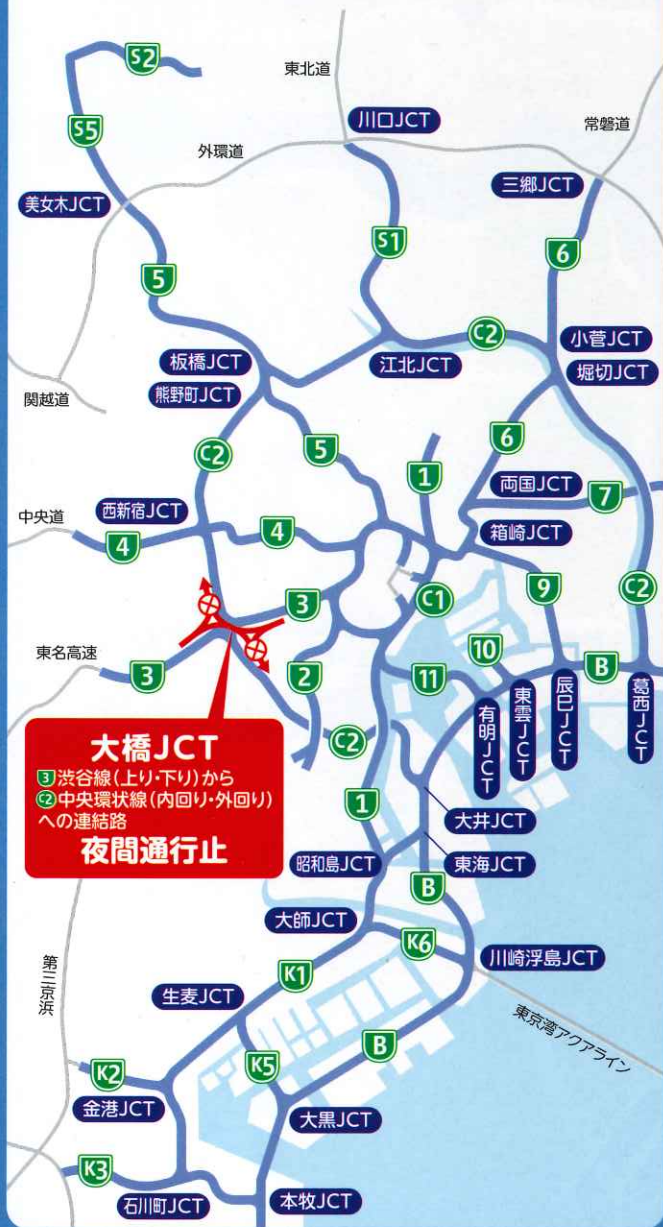 S2
東北道
川口JCT
常磐道
S5
外環道
三郷JCT
美女木JCT
S1
6
5
C2
小菅JCT
板橋JCT
江北JCT
堀切JCT
関越道
熊野町JCT
C2
5
1
6
両国JCT
7
西新宿JCT
中央道
4
4
箱崎JCT
3
C1
9
C2
東名高速
3
2
11
10
B
有明JCT
東雲JCT
辰巳JCT
葛西JCT
大橋JCT
3渋谷線(上り・下り)から
C2中央環状線(内回り・外回り)
への連結路
夜間通行止
C2
1
大井JCT
昭和島JCT
東海JCT
B
大師JCT
K6
川崎浮島JCT
第三京浜
K1
生麦JCT
東京湾アクアライン
B
K5
K2
金港JCT
大黒JCT
K3
石川町JCT
本牧JCT